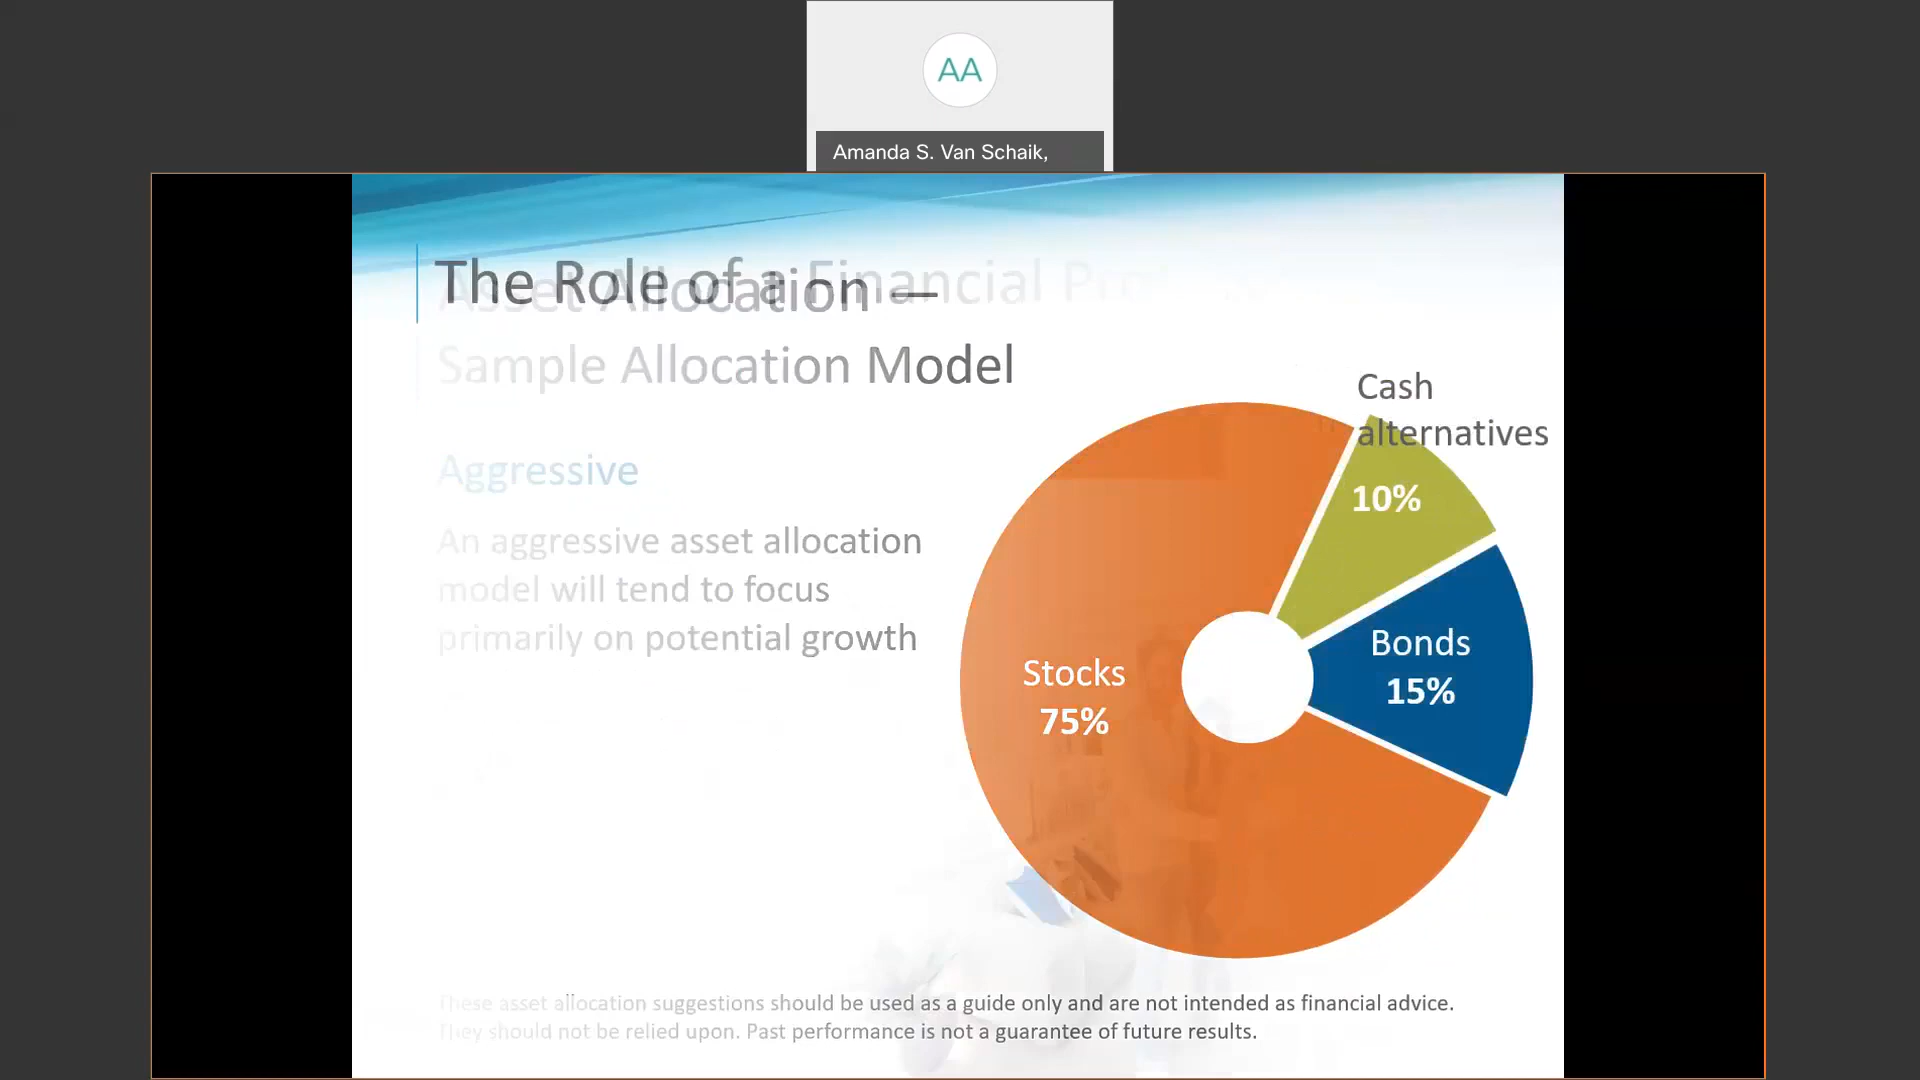 AA
Amanda S. Van Schaik,
The Role of a Financial
Asset Allocation —
Sample Allocation Model
Aggressive
An aggressive asset allocation
model will tend to focus
primarily on potential growth
Cash
alternatives
10%
Bonds
15%
Stocks
75%
These asset allocation suggestions should be used as a guide only and are not intended as financial advice.
They should not be relied upon. Past performance is not a guarantee of future results.